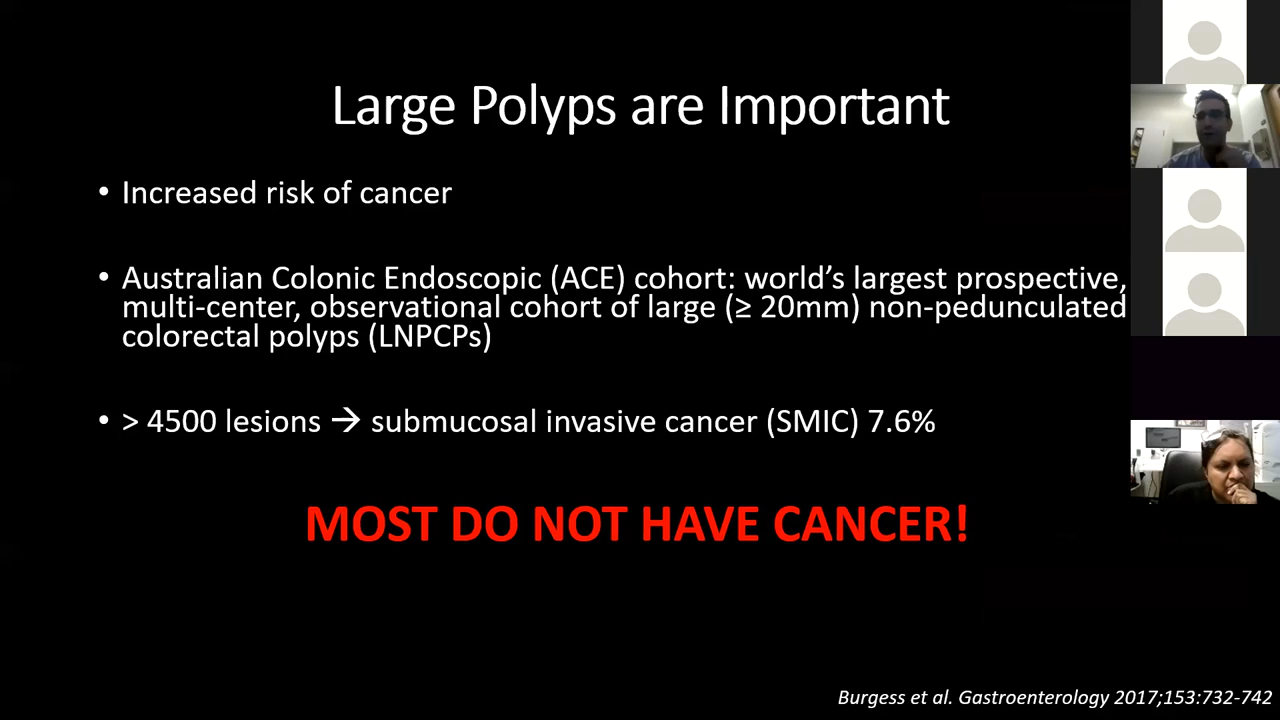 Large Polyps are Important
• Increased risk of cancer
• Australian Colonic Endoscopic (ACE) cohort: world’s largest prospective,
multi-center, observational cohort of large (≥ 20mm) non-pedunculated
colorectal polyps (LNPCPs)
• > 4500 lesions → submucosal invasive cancer (SMIC) 7.6%
MOST DO NOT HAVE CANCER!
Burgess et al. Gastroenterology 2017;153:732-742